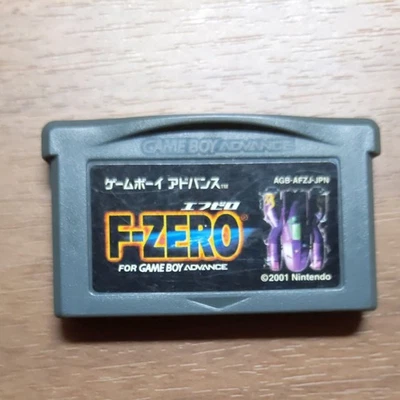 GAME BOY ADVANCE
ゲームボーイ アドバンス™
AGB-AFZJ-JPN
エフゼロ
F-ZERO®
FOR GAME BOY ADVANCE
©2001 Nintendo